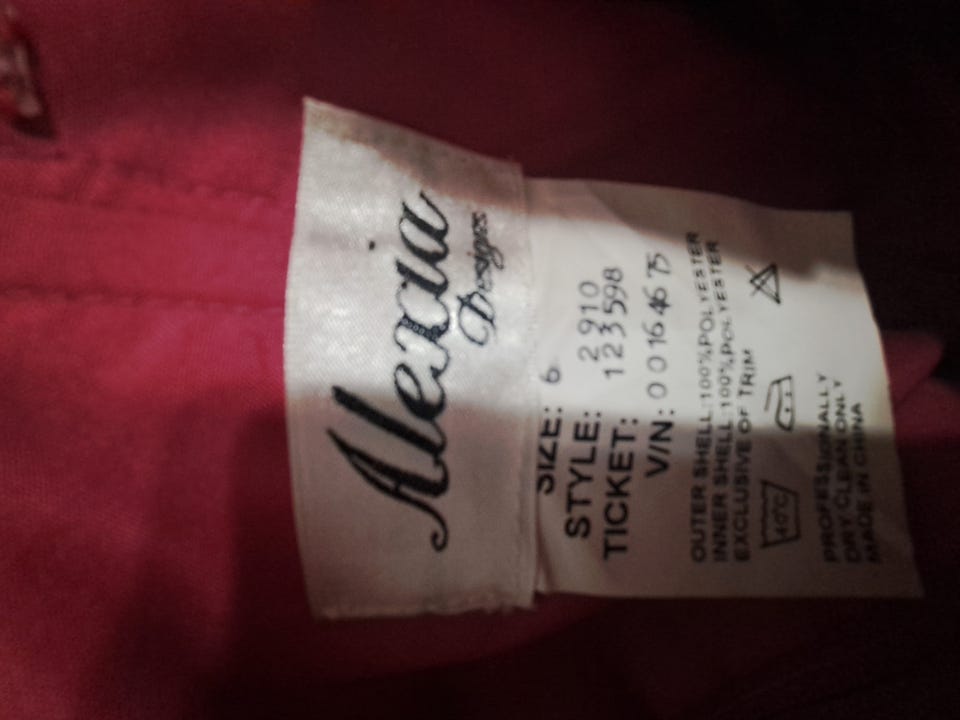 Alexia
Designs
SIZE: 6
STYLE: 2910
TICKET: 123598
V/N: 0016475
OUTER SHELL:100%POLYESTER
INNER SHELL:100%POLYESTER
EXCLUSIVE OF TRIM
40°C
PROFESSIONALLY
DRY CLEAN ONLY
MADE IN CHINA